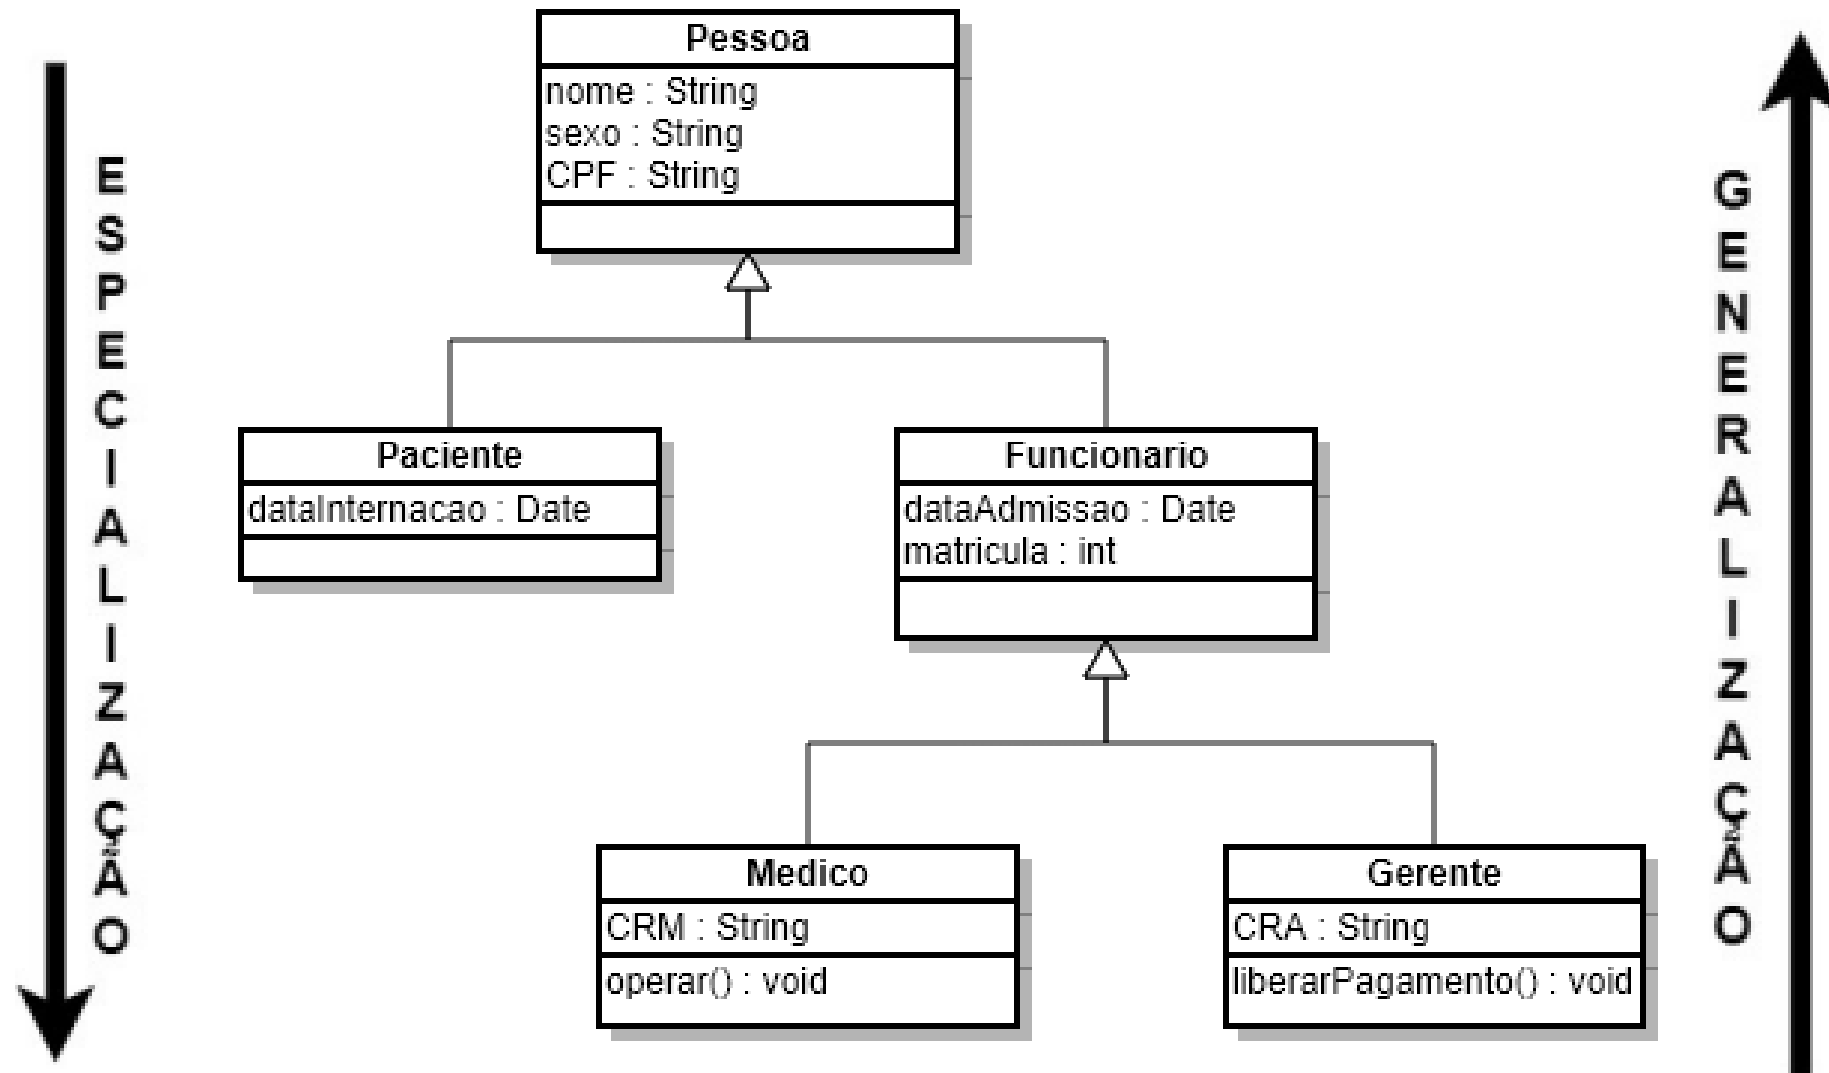 ESPECIALIZAÇÃO
Pessoa
nome : String
sexo : String
CPF : String
Paciente
dataInternacao : Date
Funcionario
dataAdmissao : Date
matricula : int
Medico
CRM : String
operar() : void
Gerente
CRA : String
liberarPagamento() : void
GENERALIZAÇÃO